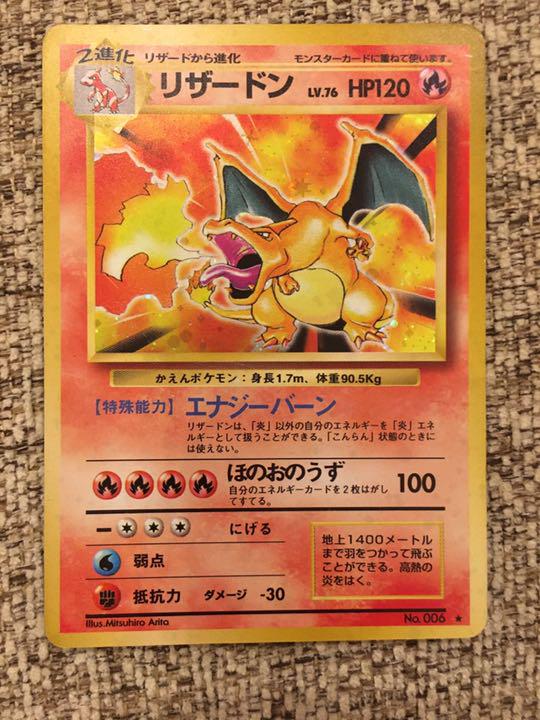 2進化
リザードから進化
モンスターカードに重ねて使います。
リザードン LV.76 HP120
かえんポケモン：身長1.7m、体重90.5Kg
【特殊能力】エナジーバーン
リザードンは、「炎」以外の自分のエネルギーを「炎」エネ
ルギーとして扱うことができる。「こんらん」状態のときに
は使えない。
ほのおのうず 100
自分のエネルギーカードを2枚はがし
てすてる。
にげる
弱点
抵抗力 ダメージ -30
地上1400メートル
まで羽をつかって飛ぶ
ことができる。高熱の
炎をはく。
Illus.Mitsuhiro Arita
No. 006 ★